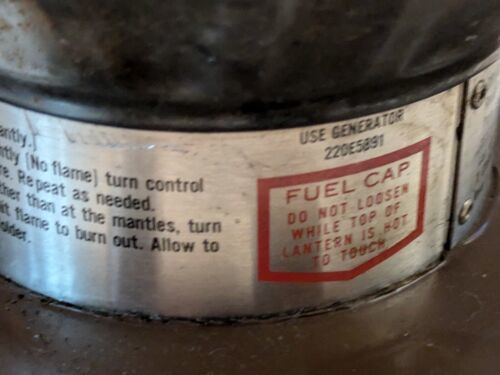 antly.)
ntly (No flame) turn control
re. Repeat as needed.
ther than at the mantles, turn
it flame to burn out. Allow to
older.
USE GENERATOR
220E5891
FUEL CAP
DO NOT LOOSEN
WHILE TOP OF
LANTERN IS HOT
TO TOUCH